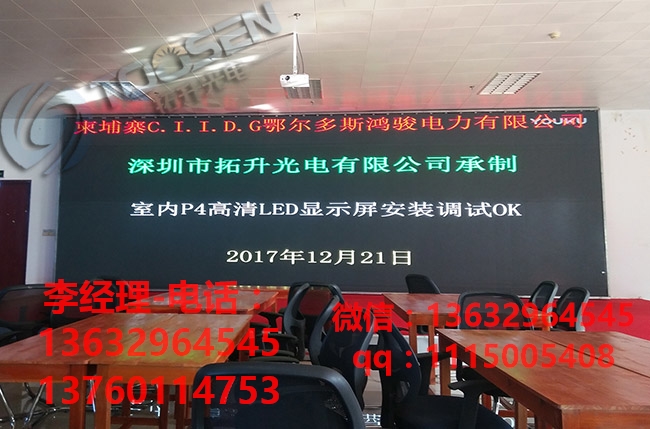 NOOSEN
拓升光电
柬埔寨C.I.I.D.G鄂尔多斯鸿骏电力有限公司
YOUKU
深圳市拓升光电有限公司承制
室内P4高清LED显示屏安装调试OK
2017年12月21日
李经理-电话：
13632964545
13760114753
微信：13632964545
qq：1115005408